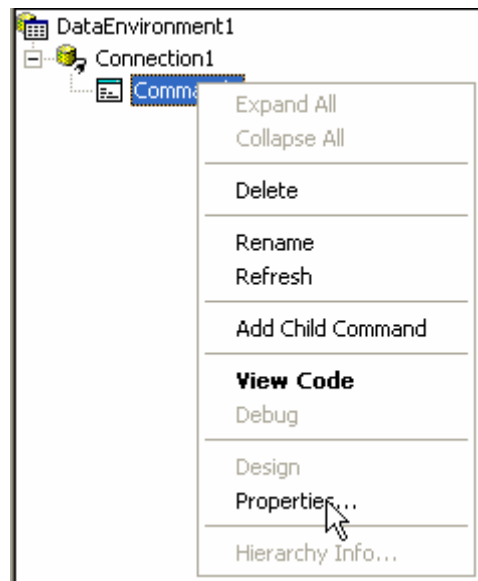 DataEnvironment1
Connection1
Comma
Expand All
Collapse All
Delete
Rename
Refresh
Add Child Command
View Code
Debug
Design
Properties...
Hierarchy Info...